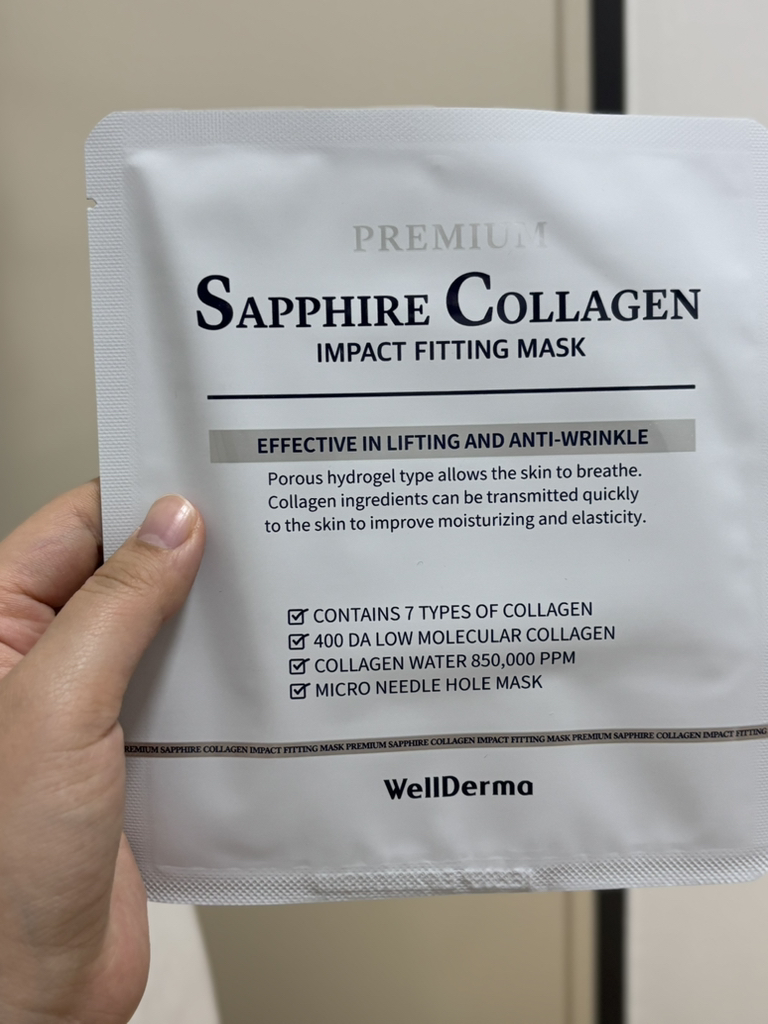 PREMIUM
SAPPHIRE COLLAGEN
IMPACT FITTING MASK
EFFECTIVE IN LIFTING AND ANTI-WRINKLE
Porous hydrogel type allows the skin to breathe.
Collagen ingredients can be transmitted quickly
to the skin to improve moisturizing and elasticity.
CONTAINS 7 TYPES OF COLLAGEN
400 DA LOW MOLECULAR COLLAGEN
COLLAGEN WATER 850,000 PPM
MICRO NEEDLE HOLE MASK
REMIUM SAPPHIRE COLLAGEN IMPACT FITTING MASK PREMIUM SAPPHIRE COLLAGEN IMPACT FITTING MASK PREMIUM SAPPHIRE COLLAGEN IMPACT FITTING
WellDerma